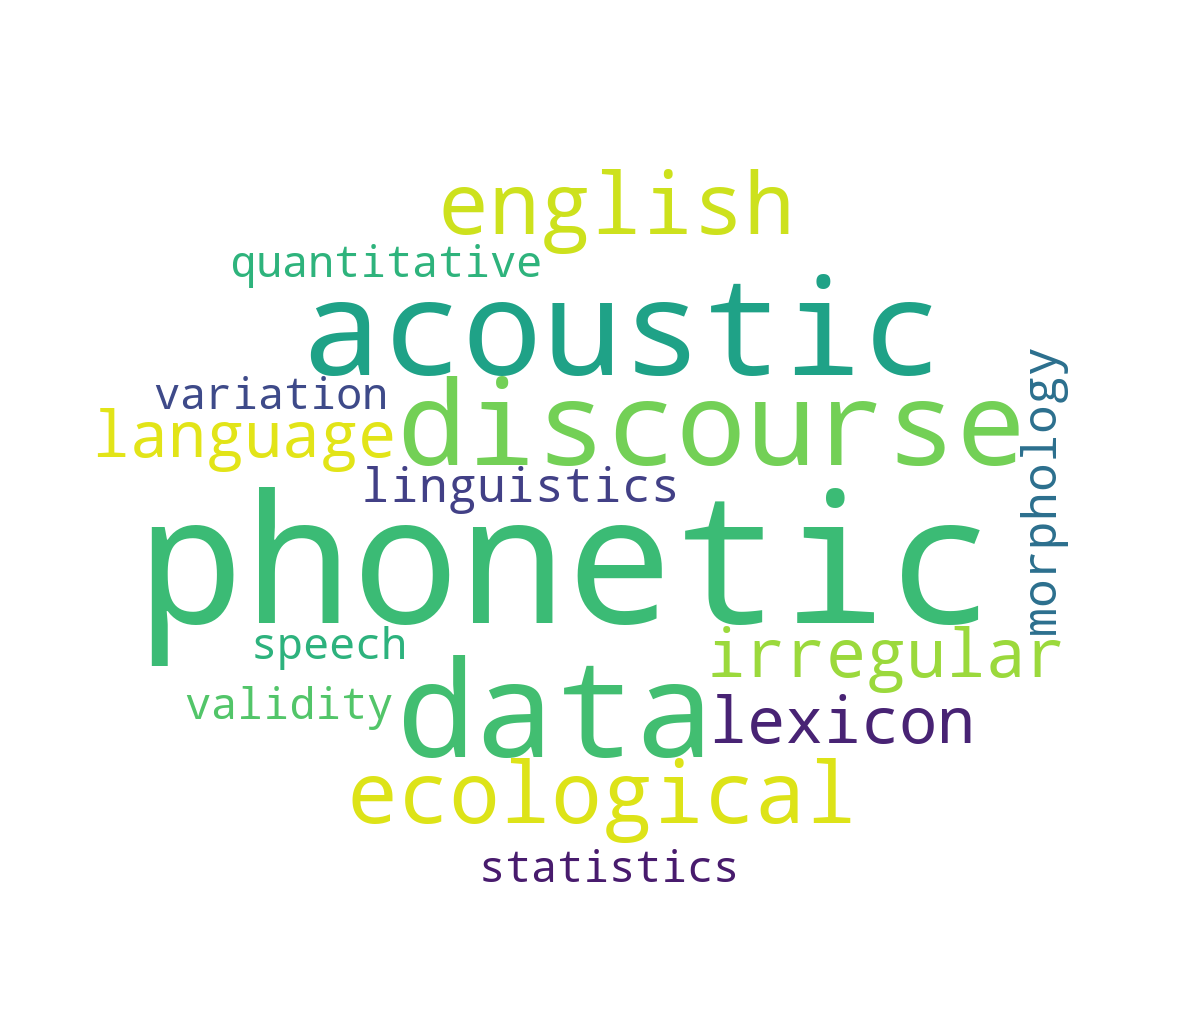 english
quantitative
acoustic
variation
discourse
language
morphology
linguistics
phonetic
speech
irregular
validity
data
lexicon
ecological
statistics